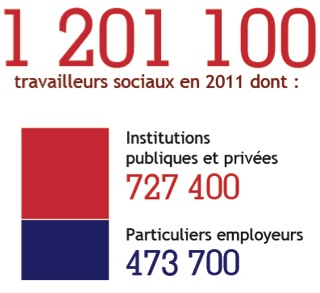 1 201 100
travailleurs sociaux en 2011 dont :
Institutions
publiques et privées
727 400
Particuliers employeurs
473 700